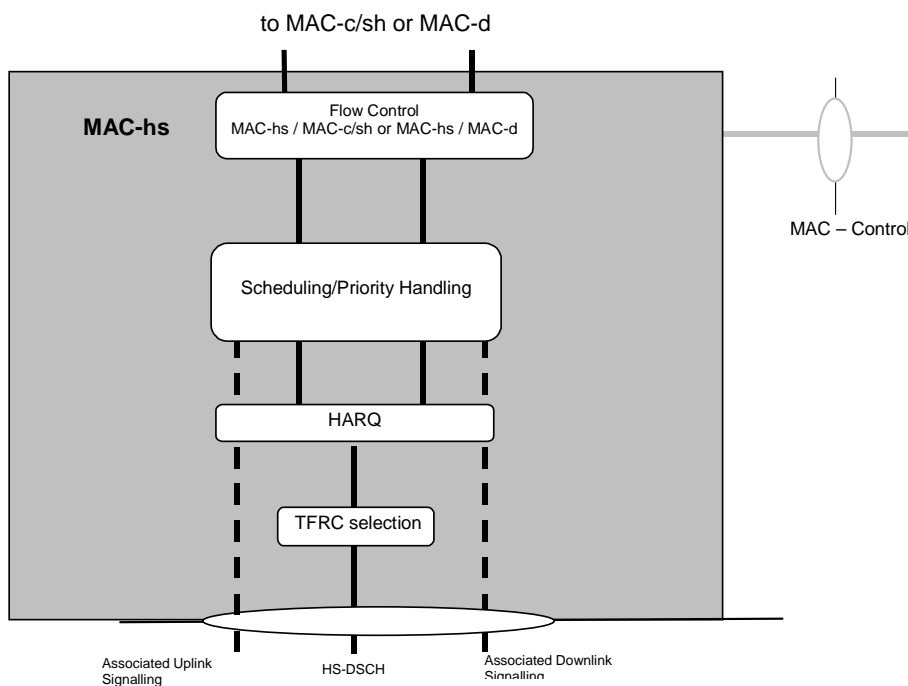 to MAC-c/sh or MAC-d
MAC-hs
Flow Control
MAC-hs / MAC-c/sh or MAC-hs / MAC-d
MAC – Control
Scheduling/Priority Handling
HARQ
TFRC selection
Associated Uplink
Signalling
HS-DSCH
Associated Downlink
Signalling